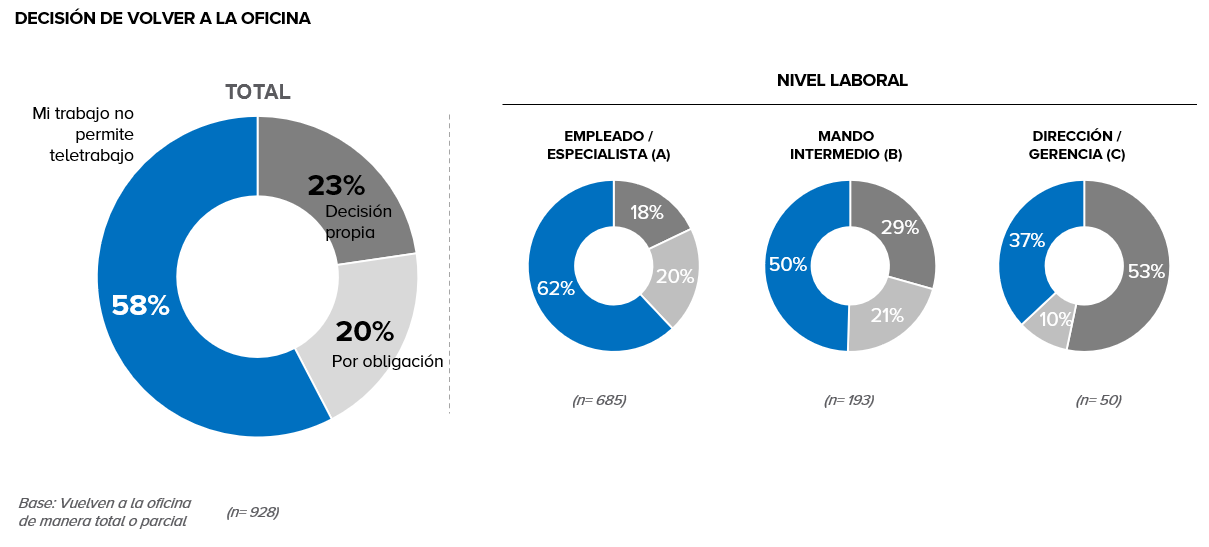 DECISIÓN DE VOLVER A LA OFICINA
TOTAL
Mi trabajo no
permite
teletrabajo
23%
Decisión
propia
58%
20%
Por obligación
NIVEL LABORAL
EMPLEADO /
ESPECIALISTA (A)
18%
20%
62%
(n= 685)
MANDO
INTERMEDIO (B)
29%
50%
21%
(n= 193)
DIRECCIÓN /
GERENCIA (C)
37%
53%
10%
(n= 50)
Base: Vuelven a la oficina
de manera total o parcial
(n= 928)